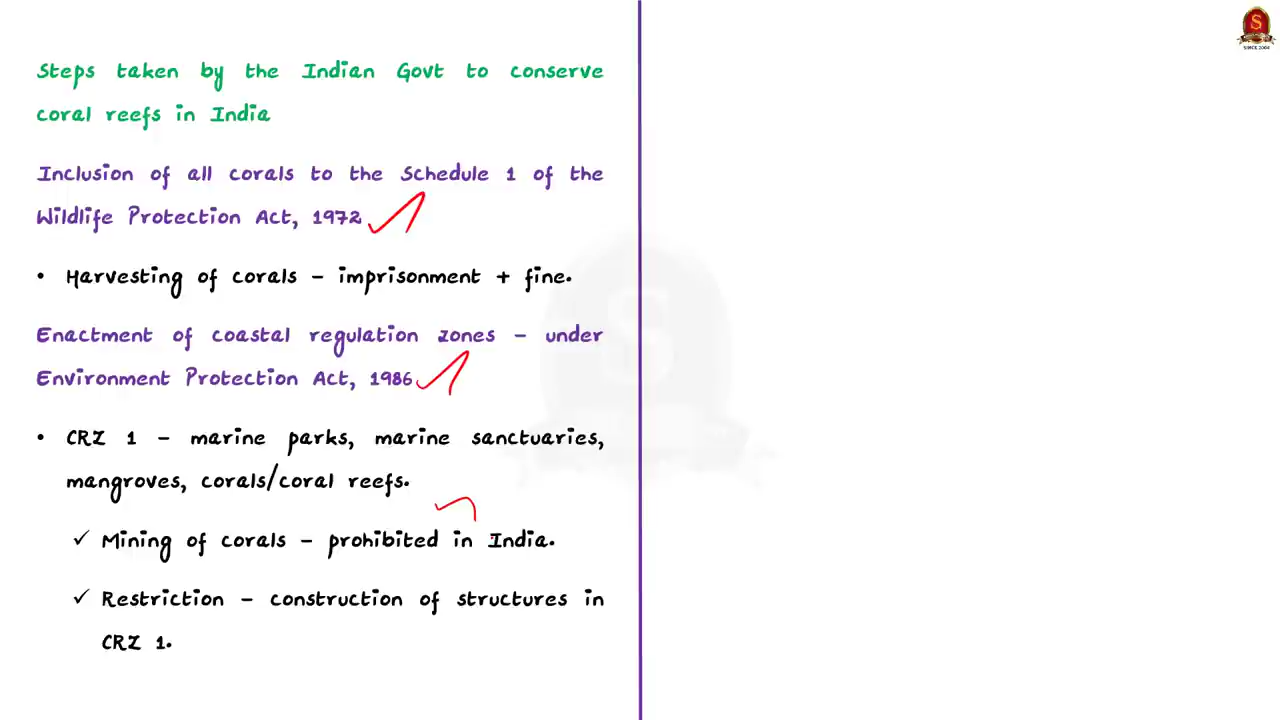 Steps taken by the Indian Govt to conserve
coral reefs in India
Inclusion of all corals to the Schedule 1 of the
Wildlife Protection Act, 1972
• Harvesting of corals – imprisonment + fine.
Enactment of coastal regulation zones – under
Environment Protection Act, 1986
• CRZ 1 – marine parks, marine sanctuaries,
mangroves, corals/coral reefs.
✓ Mining of corals – prohibited in India.
✓ Restriction – construction of structures in
CRZ 1.
S
SINCE 2004